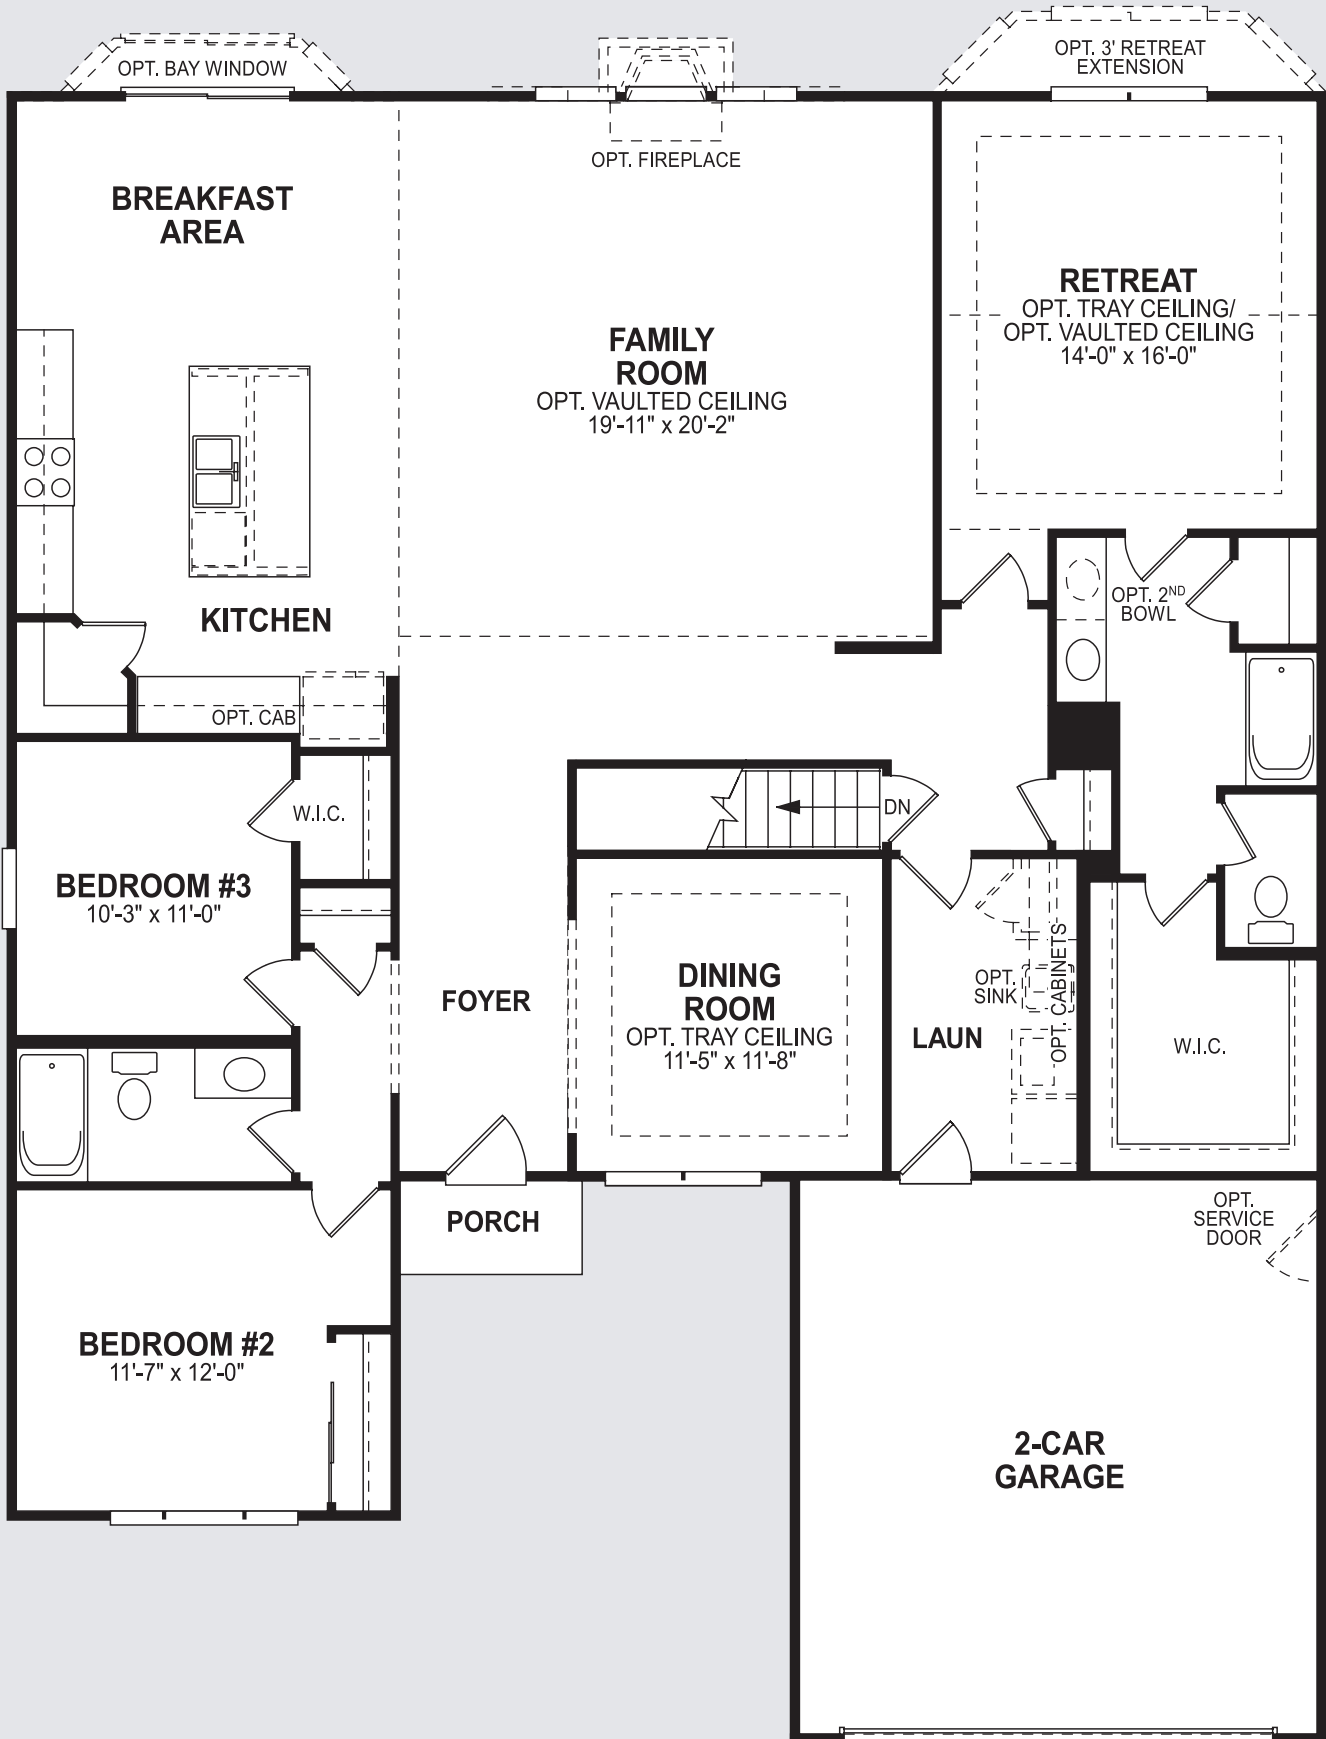 OPT. BAY WINDOW
OPT. 3' RETREAT
EXTENSION
OPT. FIREPLACE
BREAKFAST
AREA
RETREAT
OPT. TRAY CEILING/
OPT. VAULTED CEILING
14'-0" x 16'-0"
FAMILY
ROOM
OPT. VAULTED CEILING
19'-11" x 20'-2"
KITCHEN
OPT. 2ND
BOWL
OPT. CAB
W.I.C.
DN
BEDROOM #3
10'-3" x 11'-0"
FOYER
DINING
ROOM
OPT. TRAY CEILING
11'-5" x 11'-8"
OPT.
SINK
OPT. CABINETS
LAUN
W.I.C.
PORCH
OPT.
SERVICE
DOOR
BEDROOM #2
11'-7" x 12'-0"
2-CAR
GARAGE